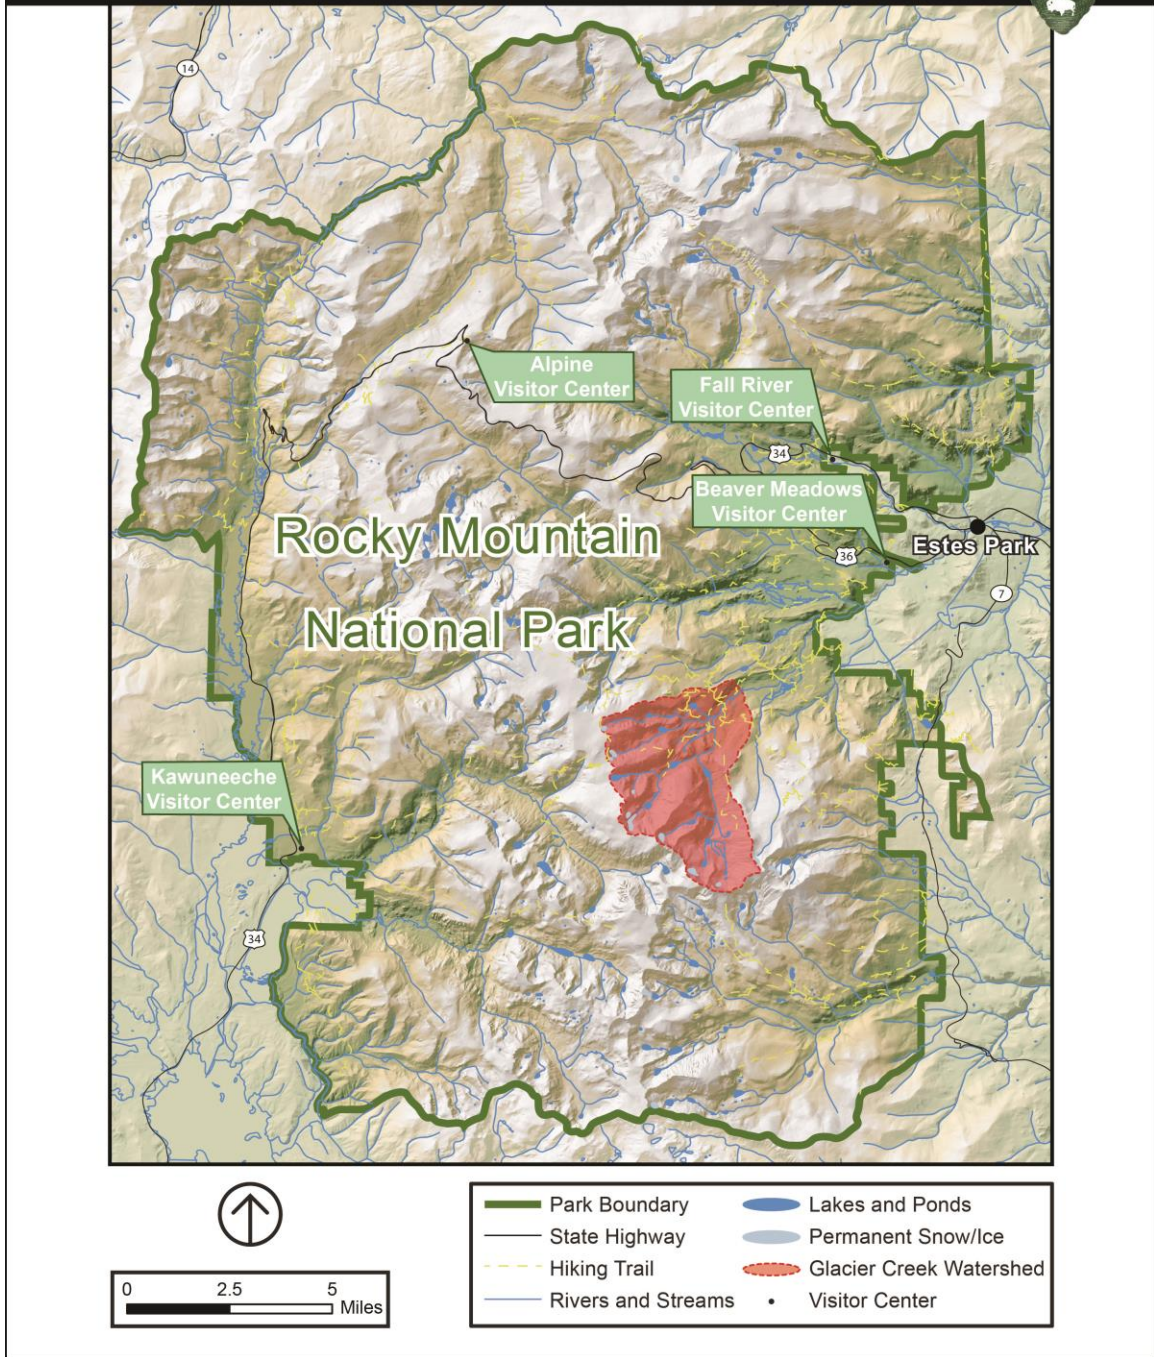 14
Alpine
Visitor Center
Fall River
Visitor Center
34
Beaver Meadows
Visitor Center
Rocky Mountain
36
Estes Park
7
National Park
Kawuneeche
Visitor Center
34
Park Boundary
State Highway
Hiking Trail
Rivers and Streams
Lakes and Ponds
Permanent Snow/Ice
Glacier Creek Watershed
Visitor Center
0 2.5 5
Miles